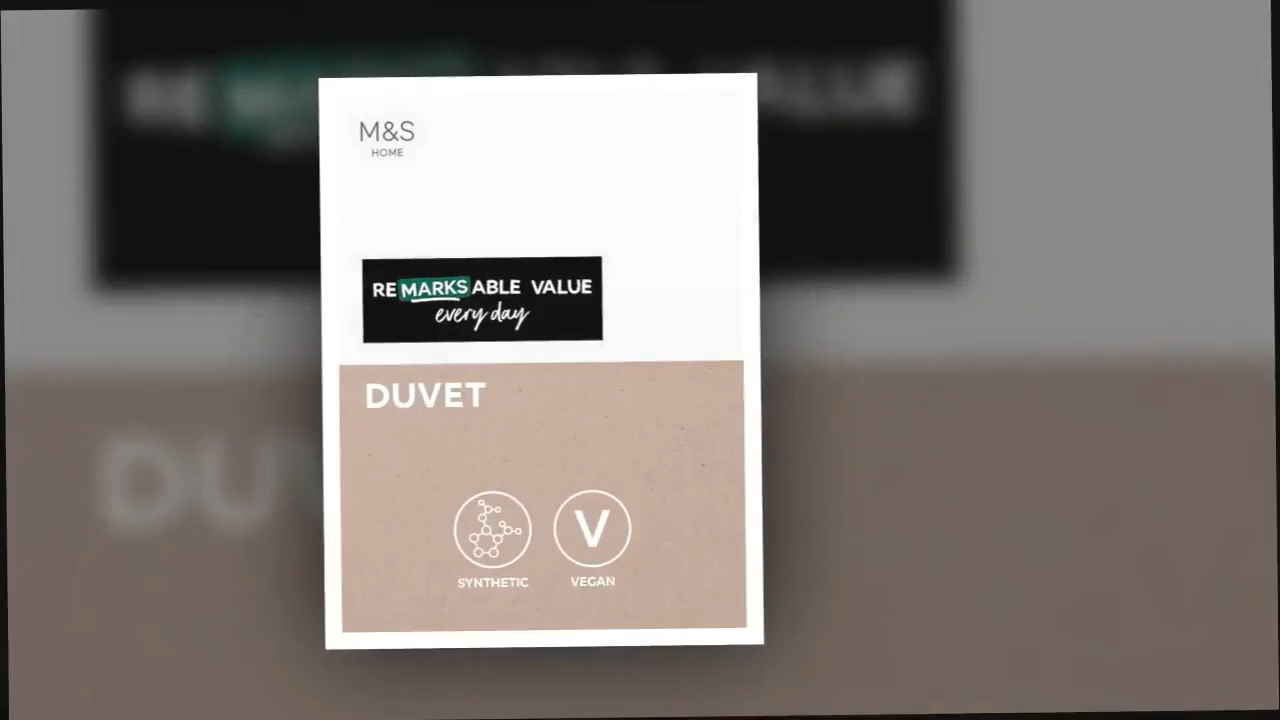 M&S
HOME
REMARKSABLE VALUE
every day
DUVET
V
SYNTHETIC
VEGAN